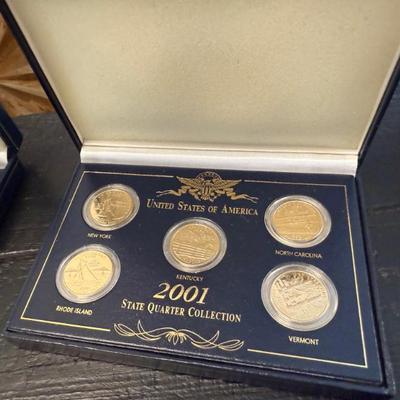 UNITED STATES OF AMERICA
NEW YORK
NORTH CAROLINA
KENTUCKY
RHODE ISLAND
2001
STATE QUARTER COLLECTION
VERMONT